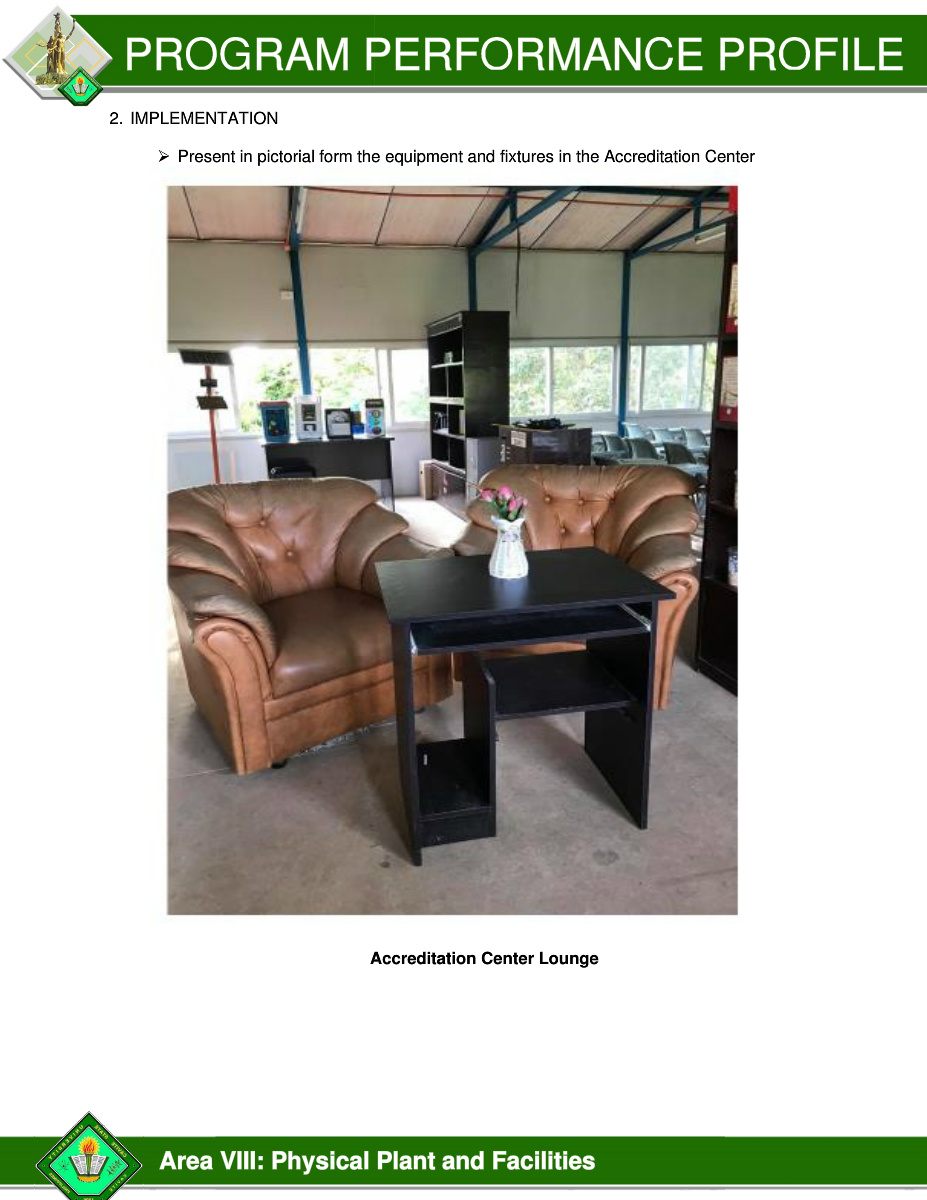 PROGRAM PERFORMANCE PROFILE
2. IMPLEMENTATION
➢ Present in pictorial form the equipment and fixtures in the Accreditation Center
Accreditation Center Lounge
Area VIII: Physical Plant and Facilities